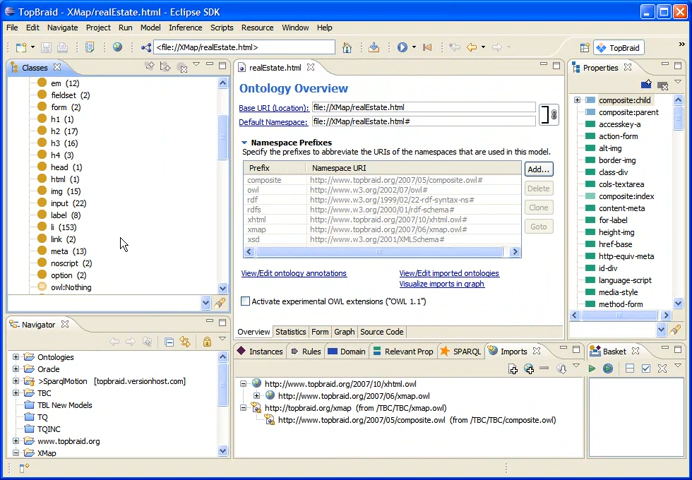 TopBraid - XMap/realEstate.html - Eclipse SDK
File Edit Navigate Project Run Model Inference Scripts Resource Window Help
<file://XMap/realEstate.html>
TopBraid
Classes
em (12)
fieldset (2)
form (2)
h1 (1)
h2 (17)
h3 (16)
h4 (3)
head (1)
html (1)
img (15)
input (22)
label (8)
li (153)
link (2)
meta (13)
noscript (2)
option (2)
owl:Nothing
Navigator
Ontologies
Oracle
>SparqlMotion [topbraid.versionhost.com]
TBC
TBL New Models
TQ
TQINC
www.topbraid.org
XMap
realEstate.html
Ontology Overview
Base URI (Location): file://XMap/realEstate.html
Default Namespace: file://XMap/realEstate.html#
Namespace Prefixes
Specify the prefixes to abbreviate the URIs of the namespaces that are used in this model.
Prefix Namespace URI
composite http://www.topbraid.org/2007/05/composite.owl#
owl http://www.w3.org/2002/07/owl#
rdf http://www.w3.org/1999/02/22-rdf-syntax-ns#
rdfs http://www.w3.org/2000/01/rdf-schema#
xhtml http://www.topbraid.org/2007/10/xhtml.owl#
xmap http://www.topbraid.org/2007/06/xmap.owl#
xsd http://www.w3.org/2001/XMLSchema#
Add...
Delete
Clone
Goto
View/Edit ontology annotations View/Edit imported ontologies
Visualize imports in graph
Activate experimental OWL extensions ("OWL 1.1")
Overview Statistics Form Graph Source Code
Instances Rules Domain Relevant Prop SPARQL Imports
http://www.topbraid.org/2007/10/xhtml.owl
http://www.topbraid.org/2007/06/xmap.owl
http://topbraid.org/xmap (from /TBC/TBC/xmap.owl)
http://www.topbraid.org/2007/05/composite.owl (from /TBC/TBC/composite.owl)
Properties
composite:child
composite:parent
accesskey-a
action-form
alt-img
border-img
class-div
cols-textarea
composite:index
content-meta
for-label
height-img
href-base
http-equiv-meta
id-div
language-script
media-style
method-form
Basket